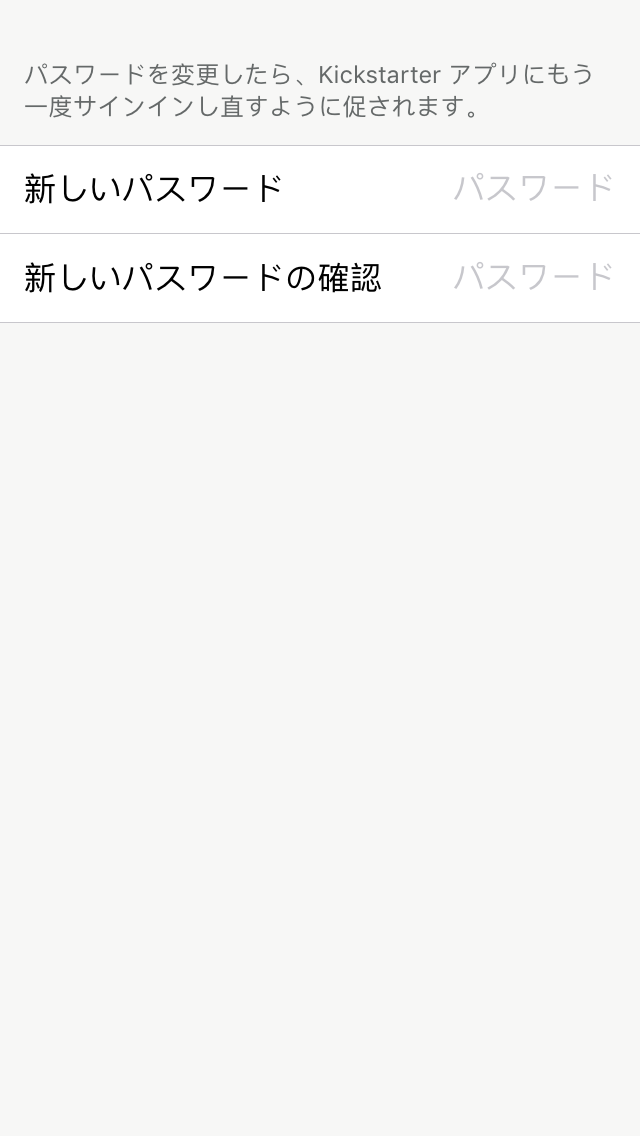 パスワードを変更したら、Kickstarter アプリにもう
一度サインインし直すように促されます。
新しいパスワード パスワード
新しいパスワードの確認 パスワード